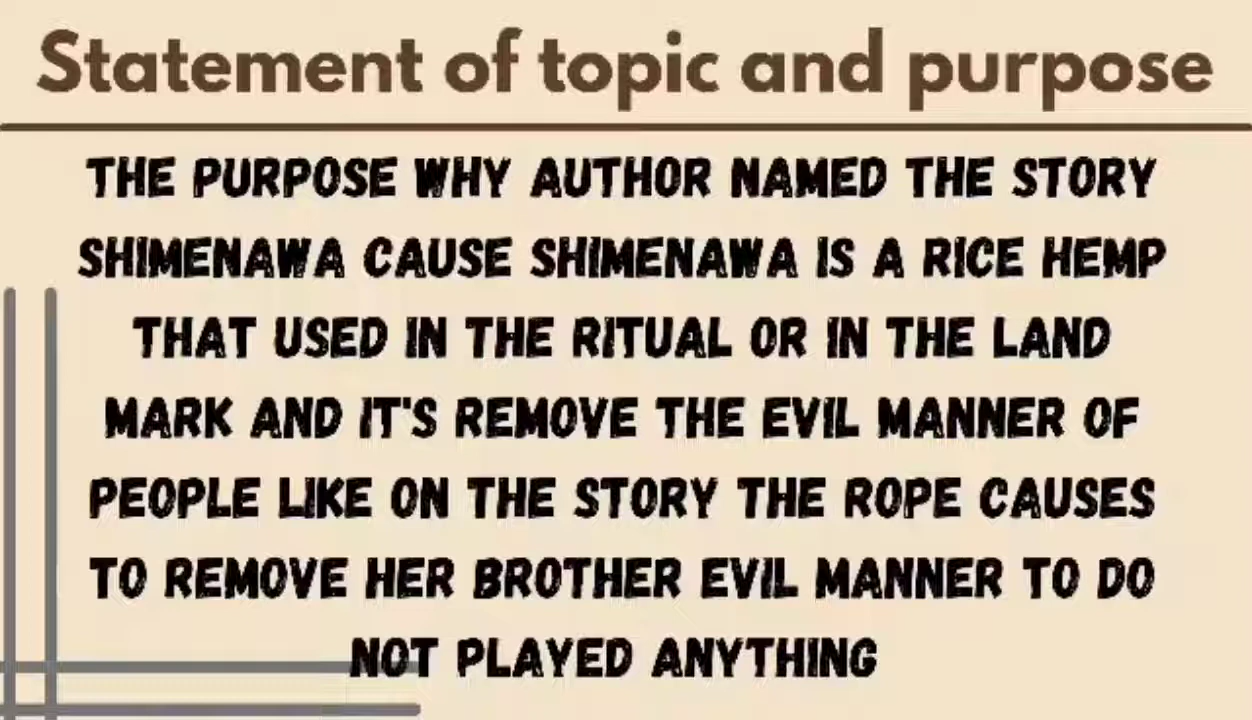 Statement of topic and purpose
THE PURPOSE WHY AUTHOR NAMED THE STORY
SHIMENAWA CAUSE SHIMENAWA IS A RICE HEMP
THAT USED IN THE RITUAL OR IN THE LAND
MARK AND IT'S REMOVE THE EVIL MANNER OF
PEOPLE LIKE ON THE STORY THE ROPE CAUSES
TO REMOVE HER BROTHER EVIL MANNER TO DO
NOT PLAYED ANYTHING